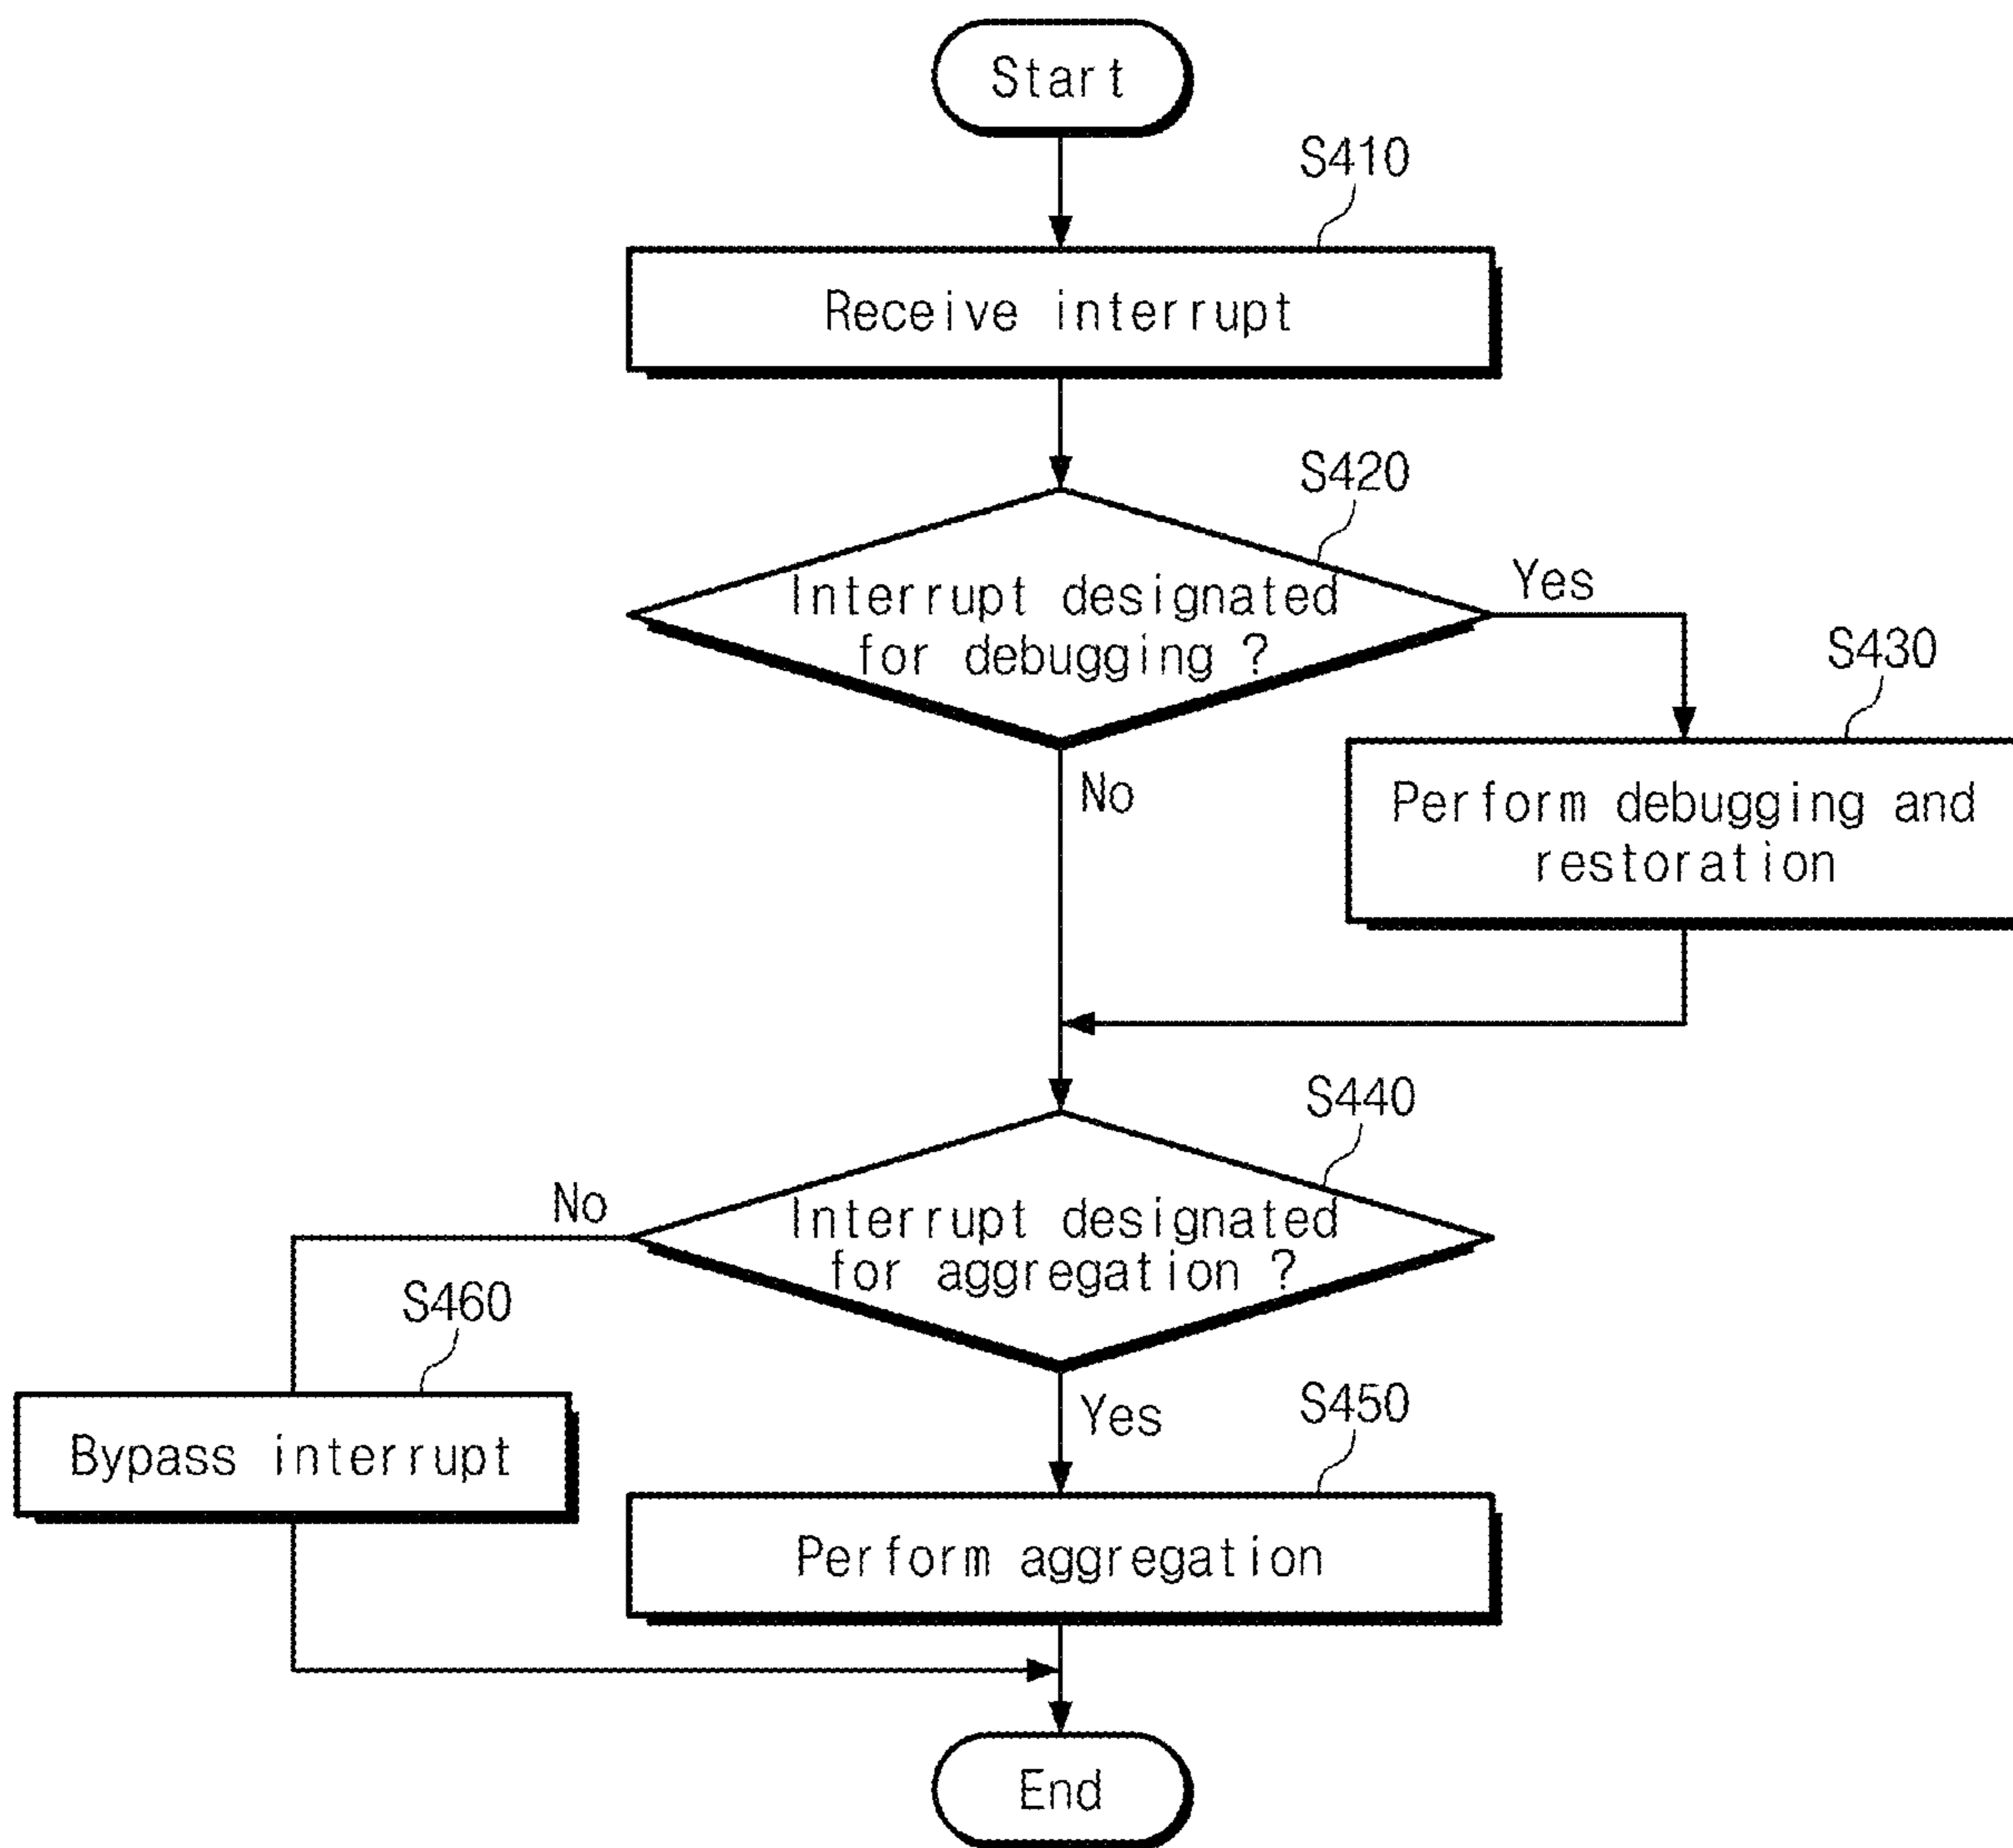 Start
S410
Receive interrupt
S420
Interrupt designated
for debugging ?
Yes
S430
No
Perform debugging and
restoration
S440
No
Interrupt designated
for aggregation ?
S460
Yes
S450
Bypass interrupt
Perform aggregation
End